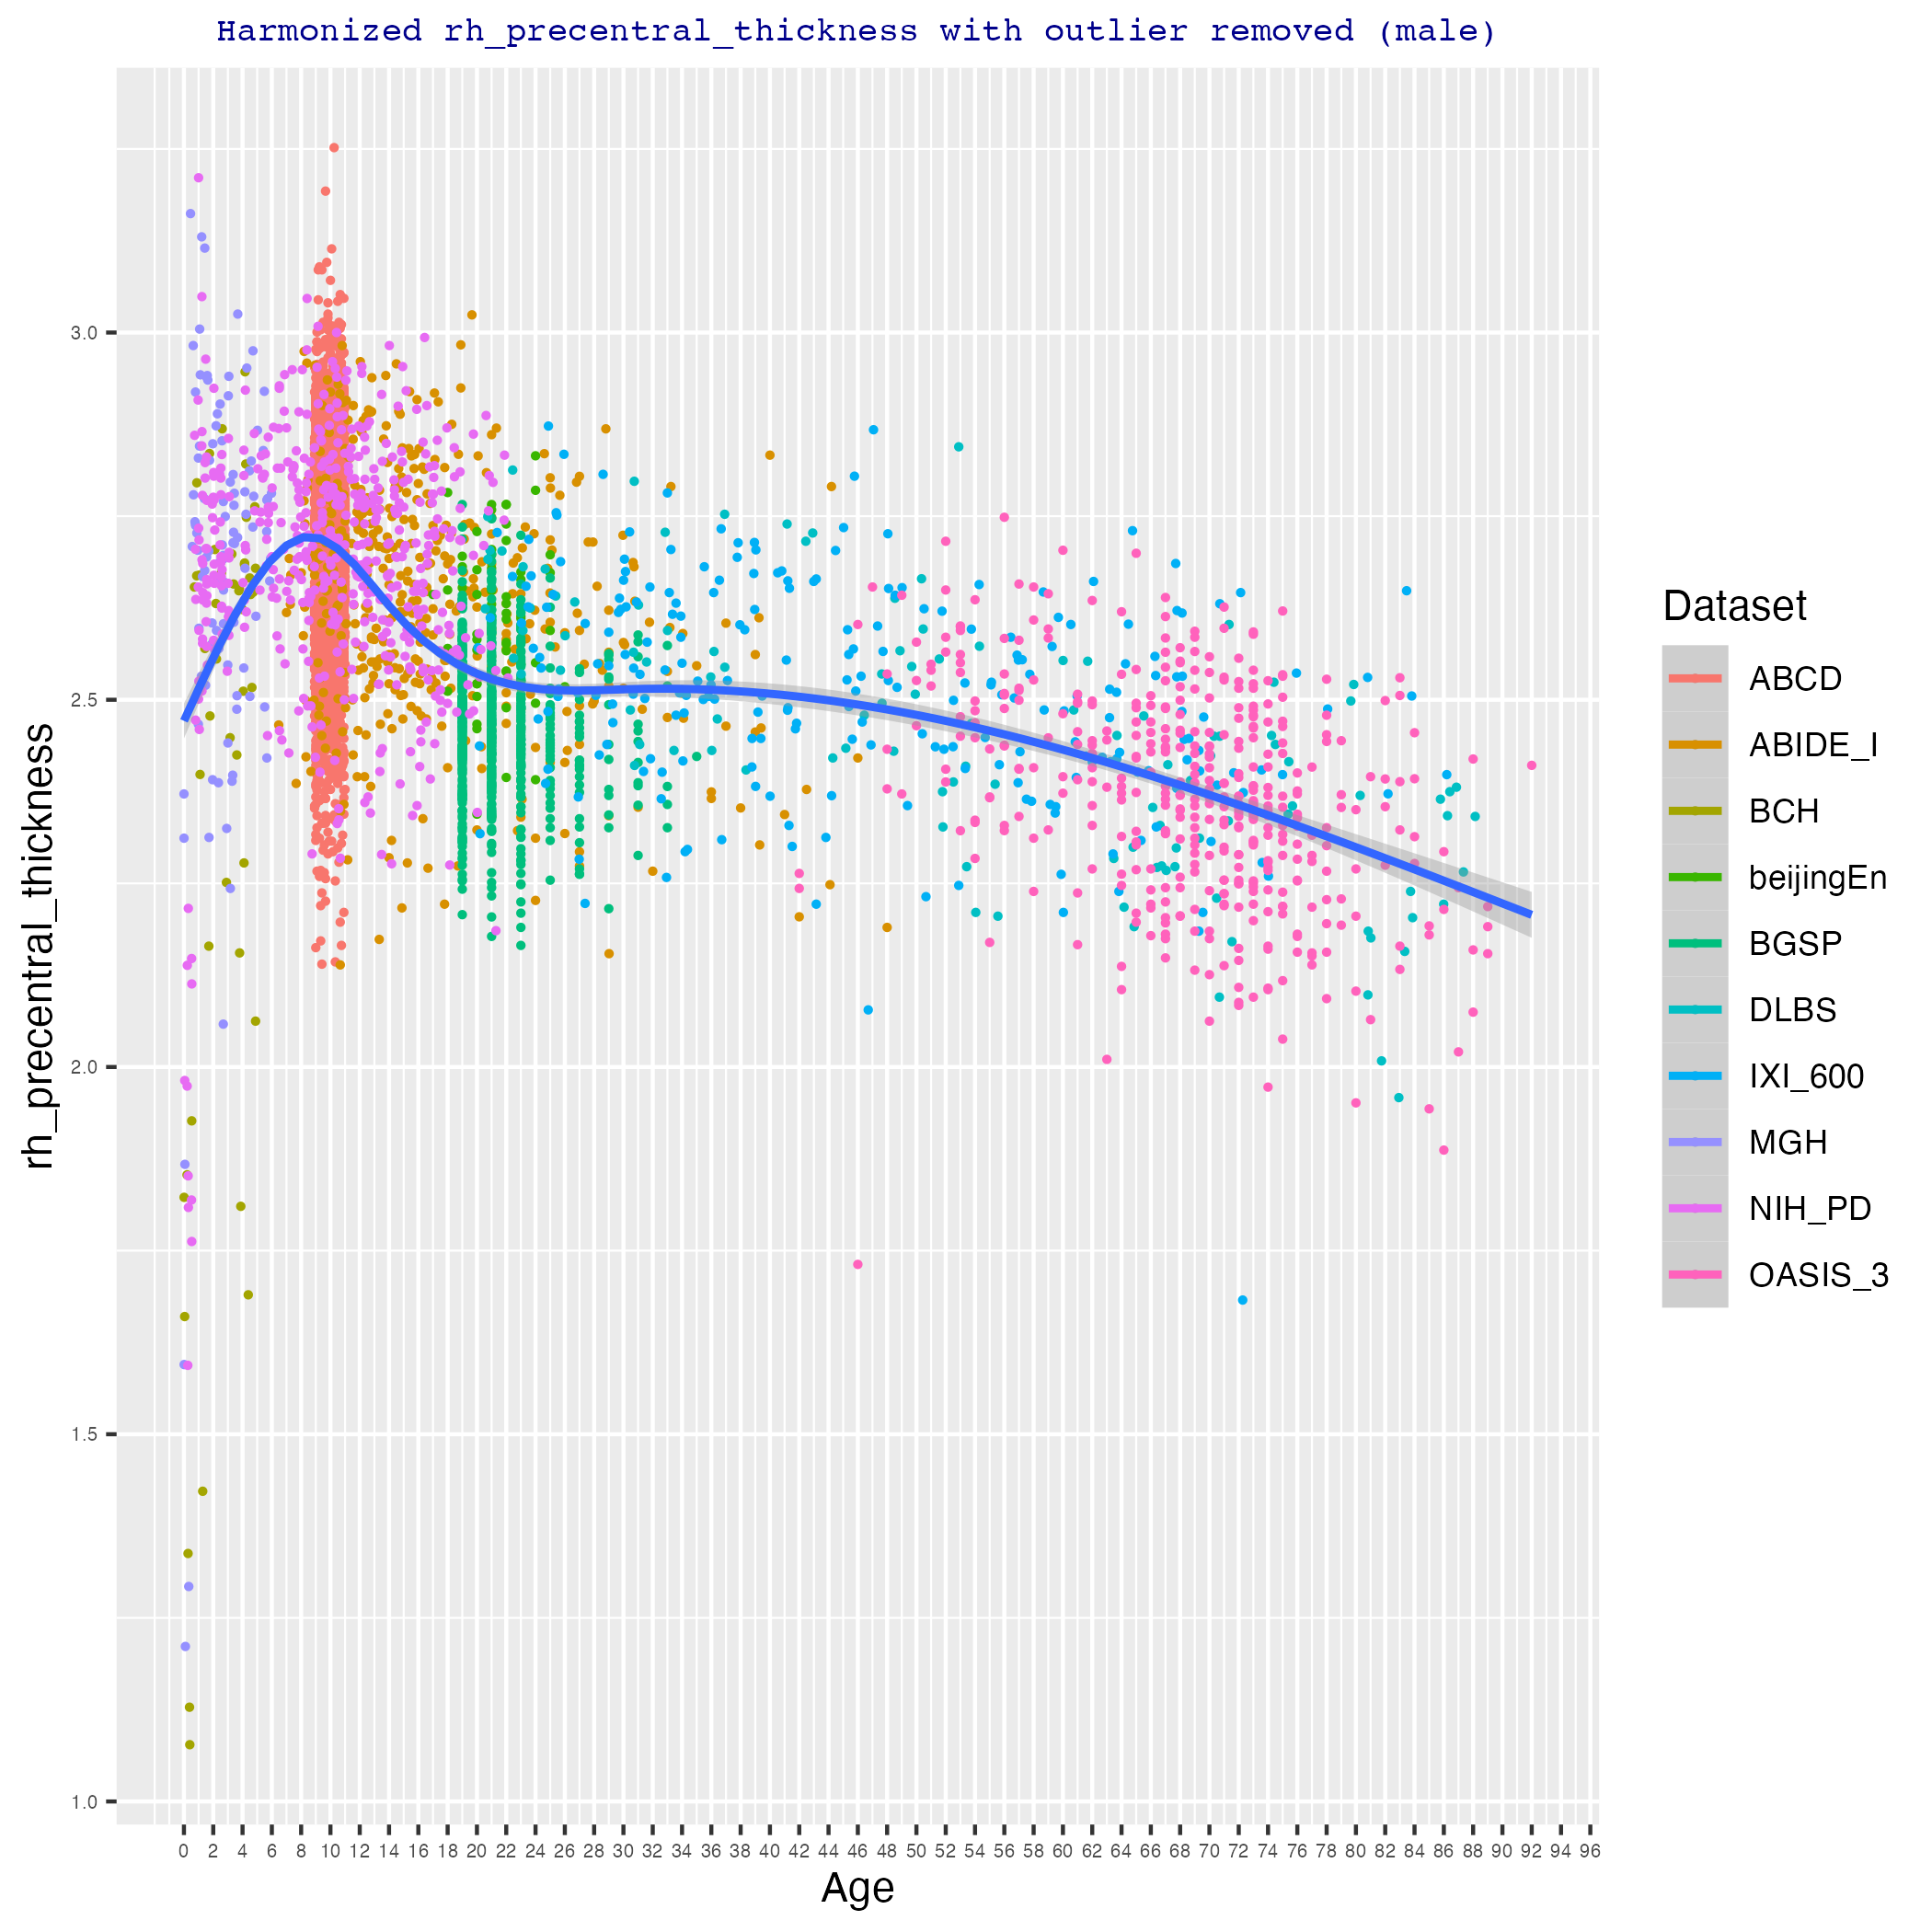 Harmonized rh_precentral_thickness with outlier removed (male)
rh_precentral_thickness
3.0
2.5
2.0
1.5
1.0
0 2 4 6 8 10 12 14 16 18 20 22 24 26 28 30 32 34 36 38 40 42 44 46 48 50 52 54 56 58 60 62 64 66 68 70 72 74 76 78 80 82 84 86 88 90 92 94 96
Age
Dataset
ABCD
ABIDE_I
BCH
beijingEn
BGSP
DLBS
IXI_600
MGH
NIH_PD
OASIS_3